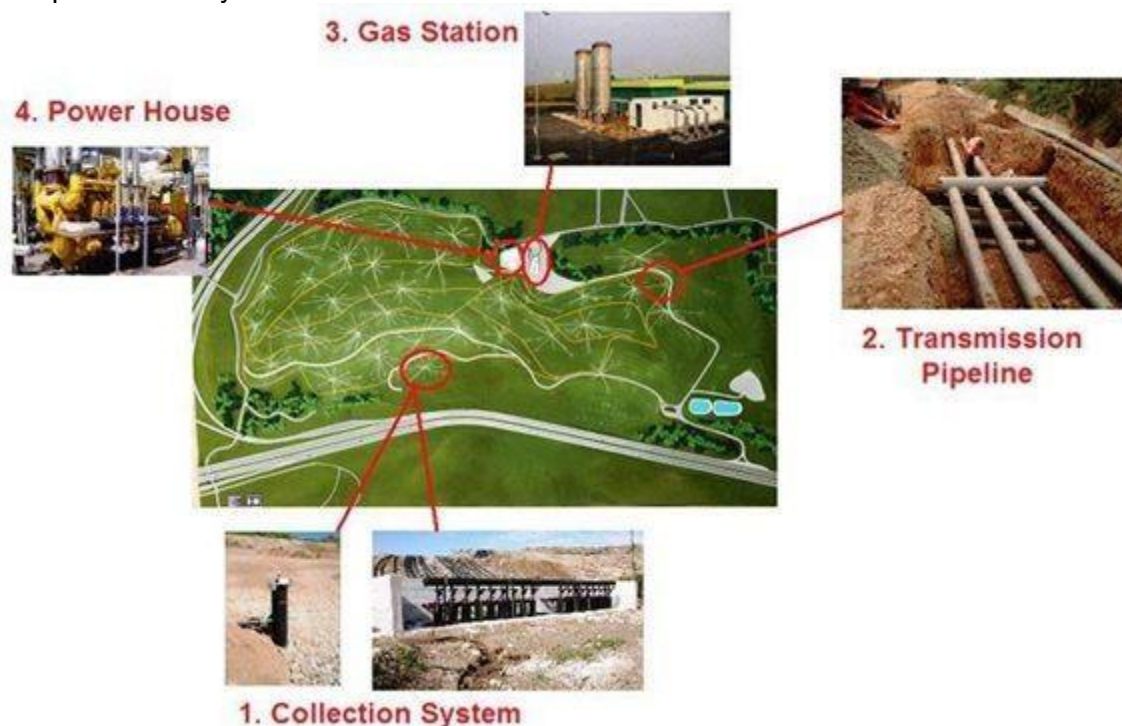 3. Gas Station
4. Power House
2. Transmission
Pipeline
1. Collection System